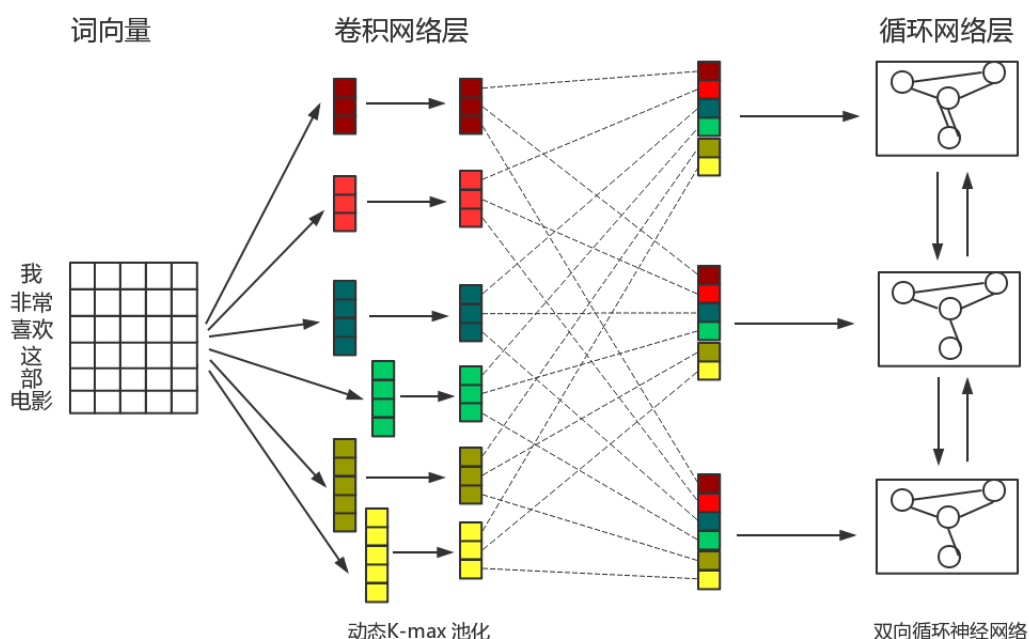 词向量
卷积网络层
循环网络层
我
非常
喜欢
这
部
电影
动态K-max 池化
双向循环神经网络